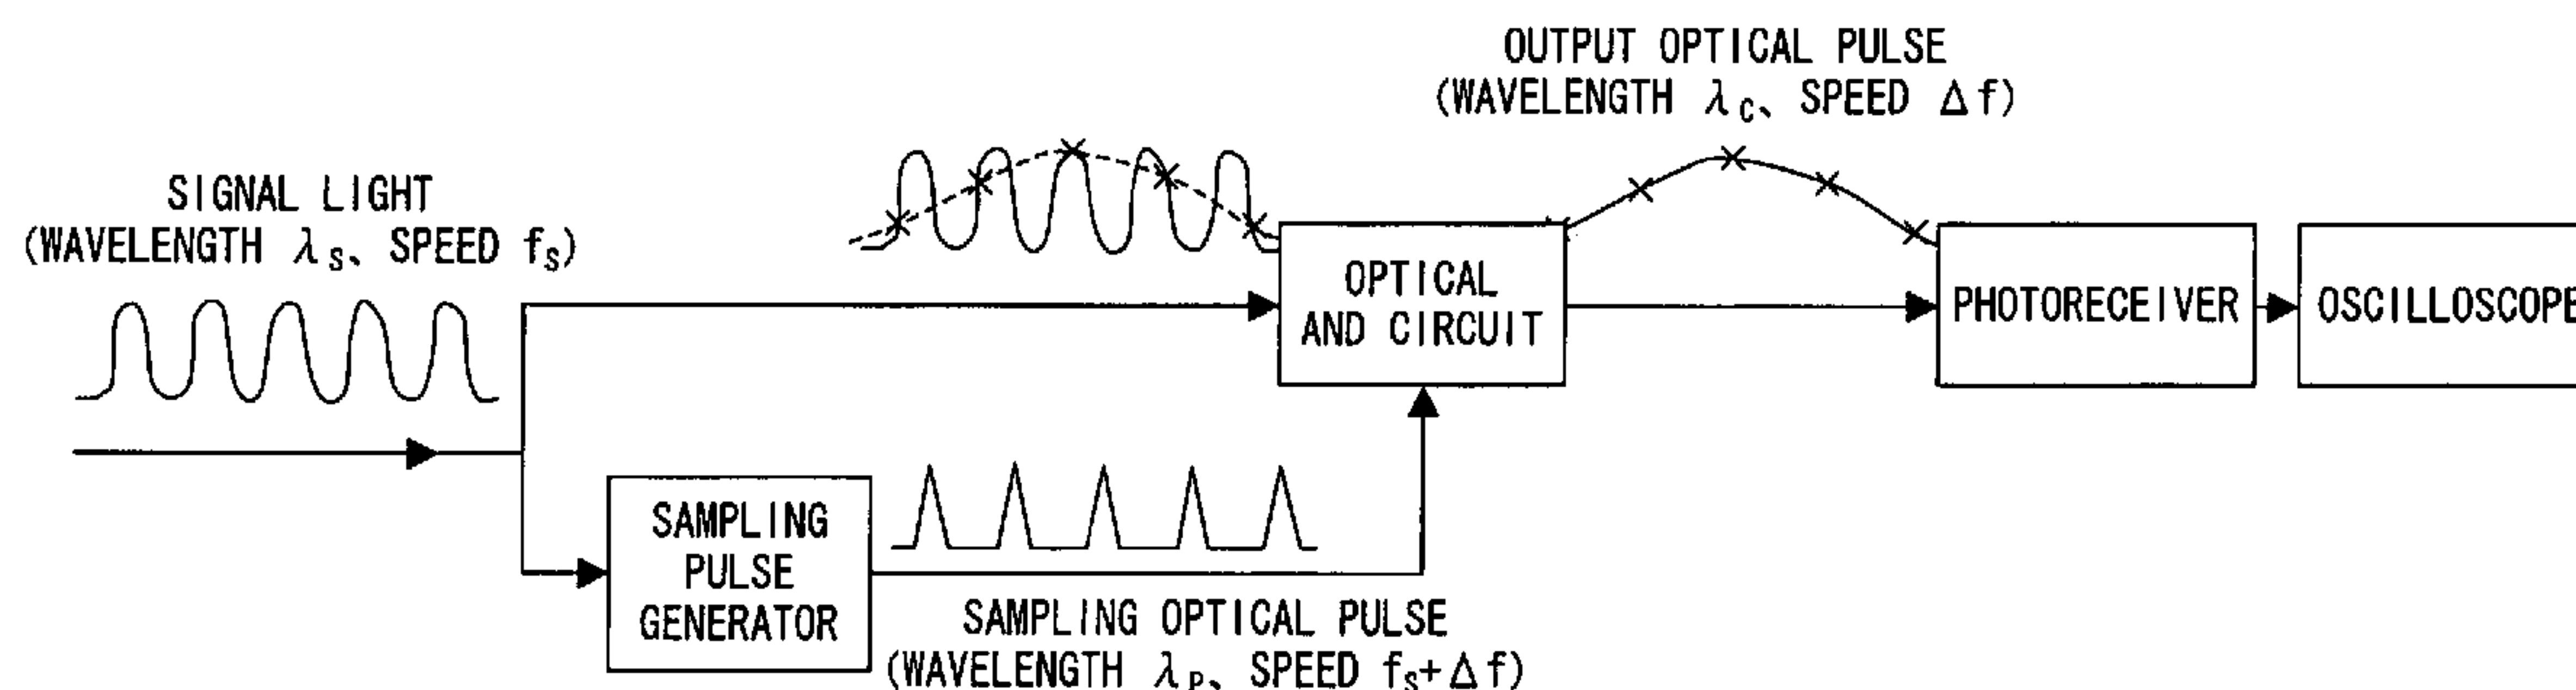 OUTPUT OPTICAL PULSE
(WAVELENGTH λC、SPEED Δf)
SIGNAL LIGHT
(WAVELENGTH λS、SPEED fS)
OPTICAL
AND CIRCUIT
PHOTORECEIVER
OSCILLOSCOPE
SAMPLING
PULSE
GENERATOR
SAMPLING OPTICAL PULSE
(WAVELENGTH λP、SPEED fS+Δf)